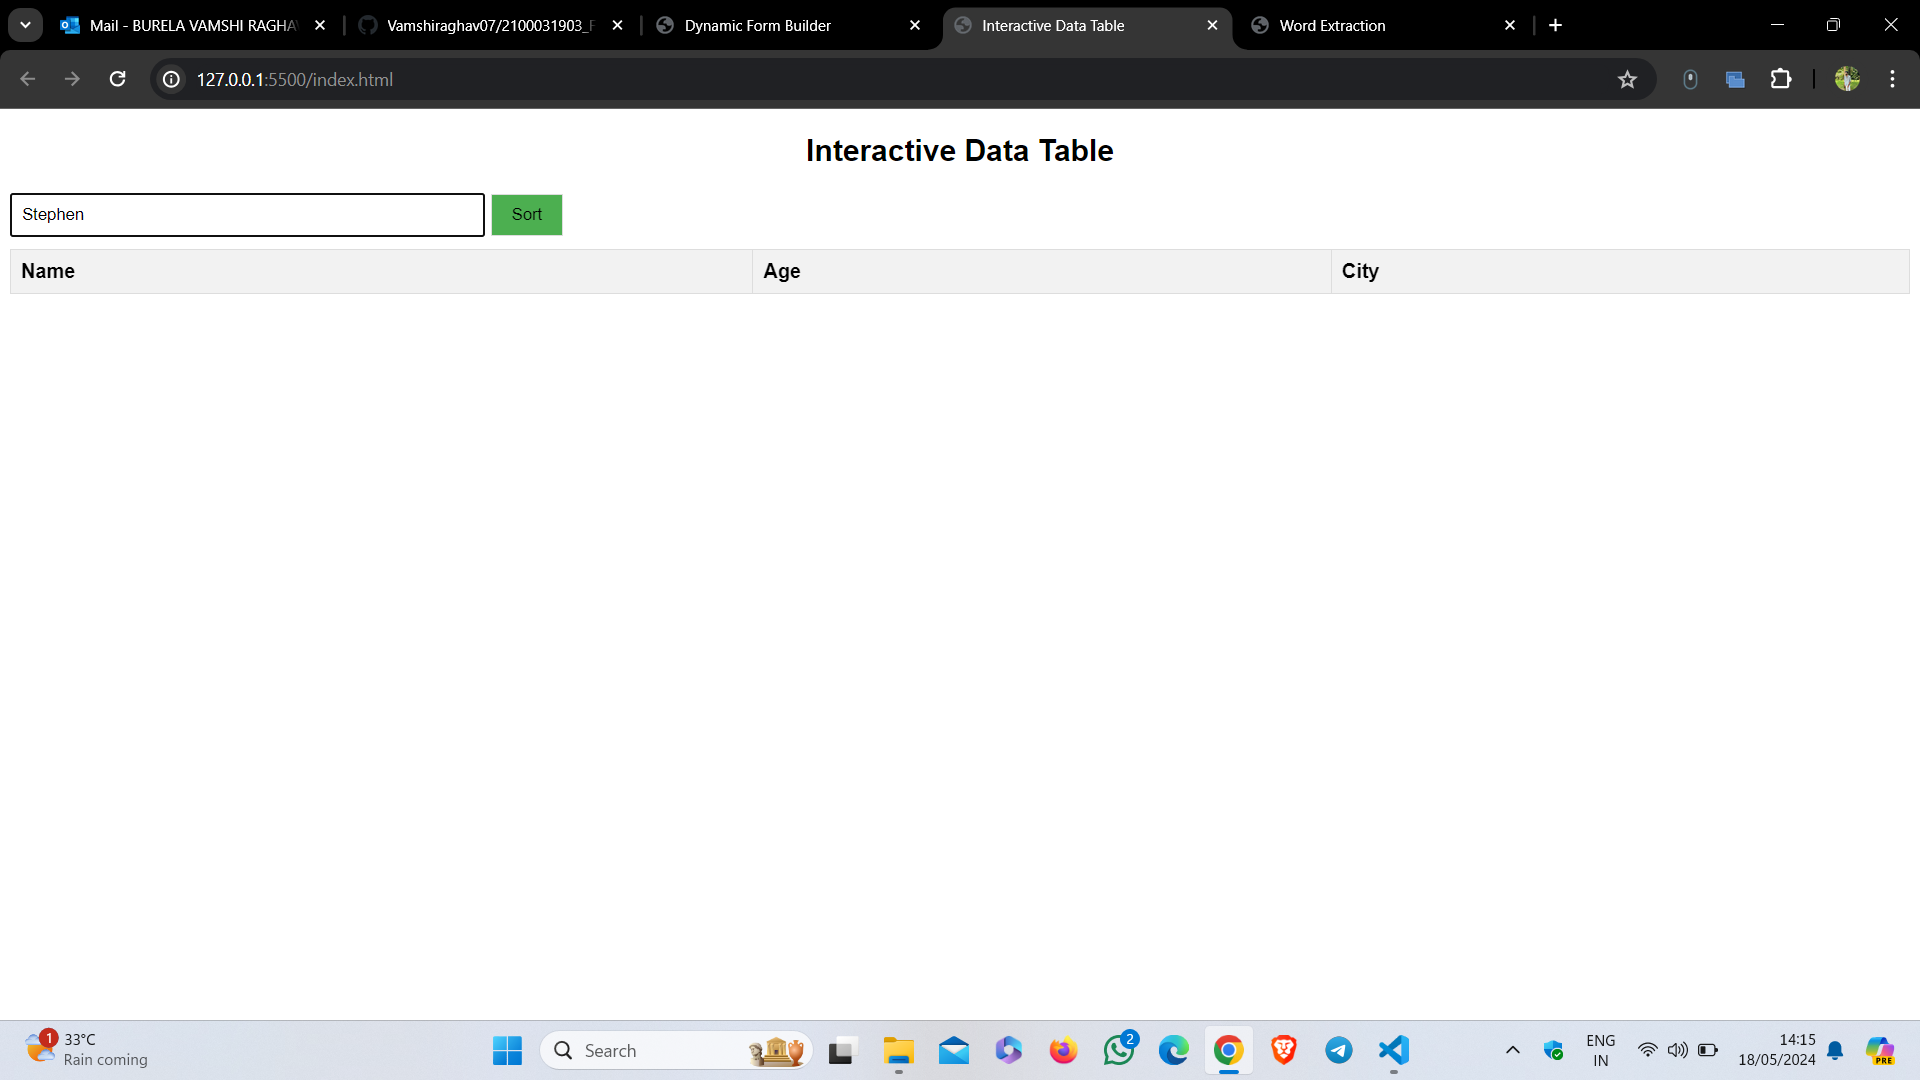 Mail - BURELA VAMSHI RAGHA
Vamshiraghav07/2100031903_F
Dynamic Form Builder
Interactive Data Table
Word Extraction
127.0.0.1:5500/index.html
Interactive Data Table
Stephen
Sort
Name Age City
1
33°C
Rain coming
Search
2
ENG
IN
14:15
18/05/2024
PRE